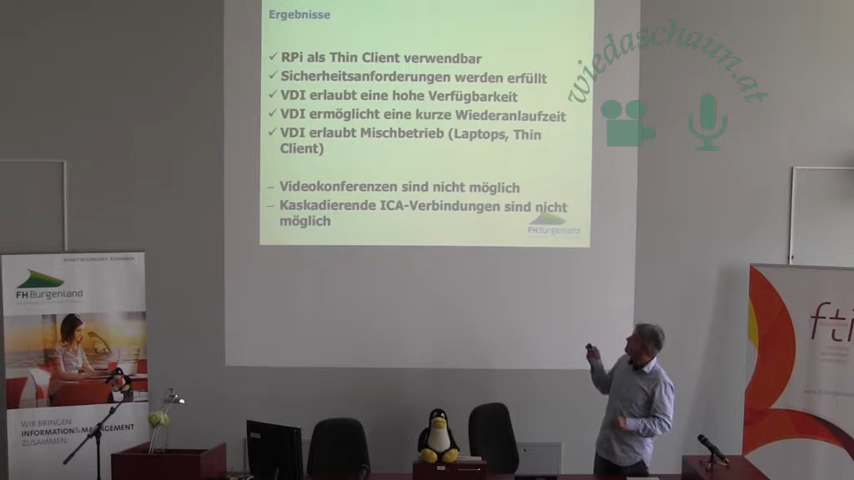 Ergebnisse
✓ RPi als Thin Client verwendbar
✓ Sicherheitsanforderungen werden erfüllt
✓ VDI erlaubt eine hohe Verfügbarkeit
✓ VDI ermöglicht eine kurze Wiederanlaufzeit
✓ VDI erlaubt Mischbetrieb (Laptops, Thin
Client)
– Videokonferenzen sind nicht möglich
– Kaskadierende ICA-Verbindungen sind nicht
möglich
FH Burgenland
wiedaschaun.at
FH Burgenland
WIR BRINGEN
INFORMATION & MANAGEMENT
ZUSAMMEN.
fti